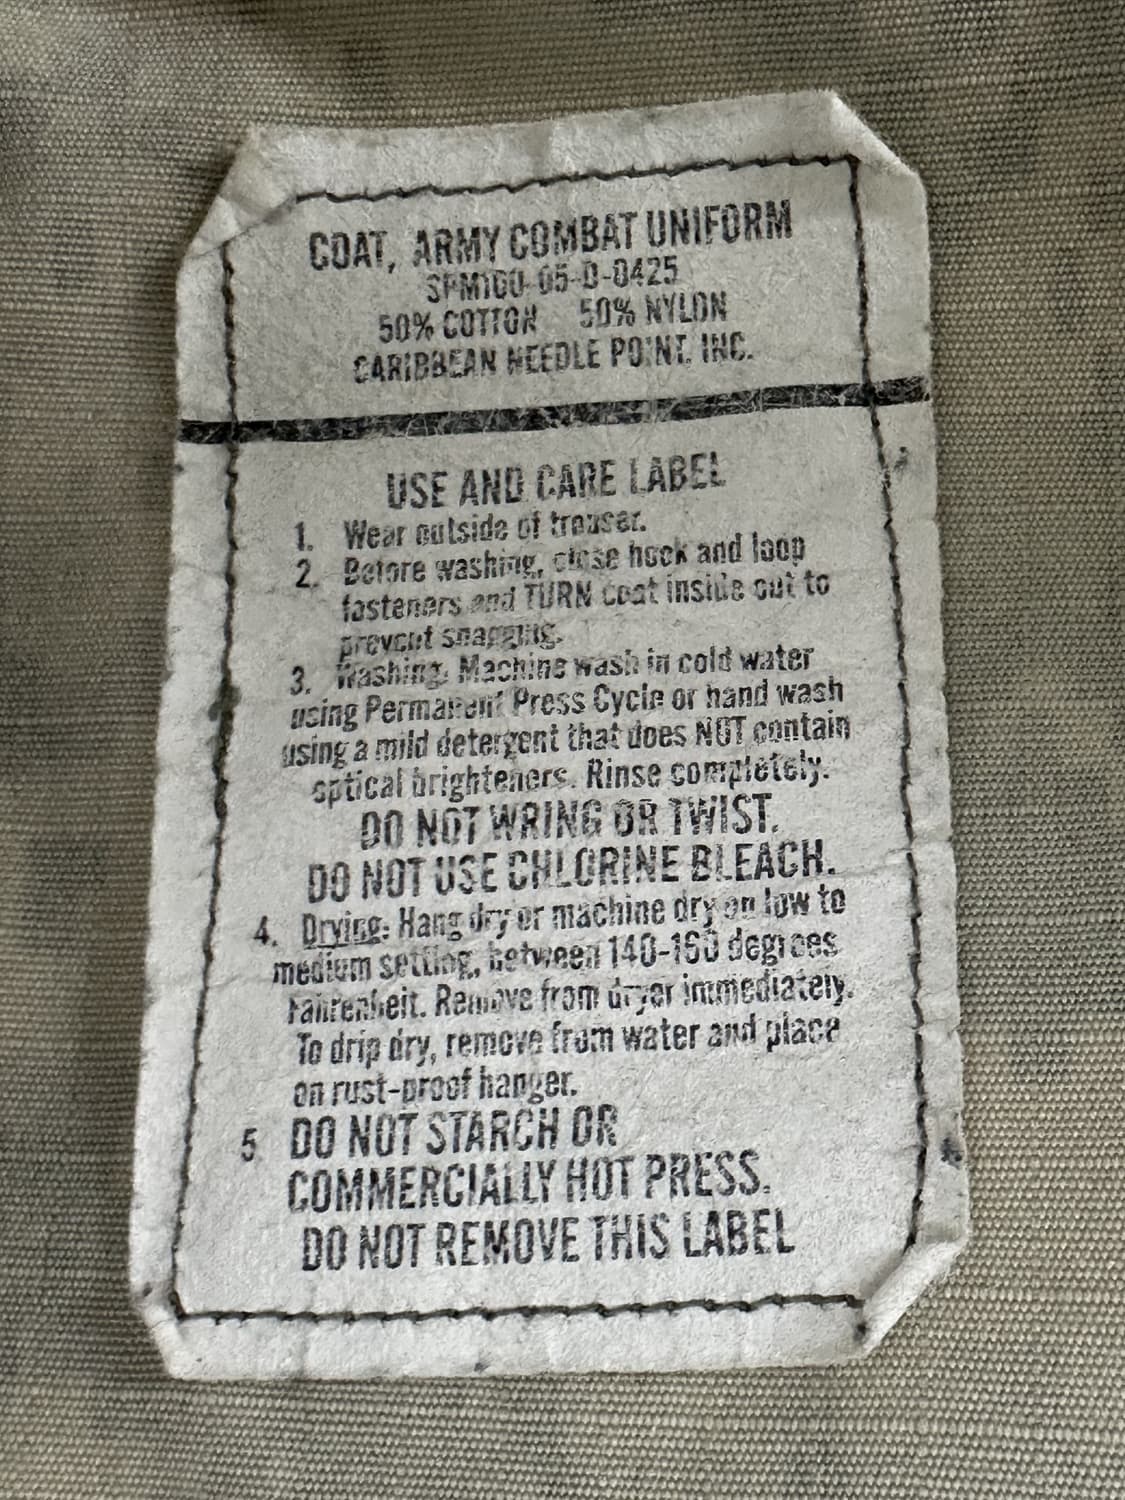 COAT, ARMY COMBAT UNIFORM
SPM100-05-D-0425
50% COTTON 50% NYLON
CARIBBEAN NEEDLE POINT, INC.
USE AND CARE LABEL
1. Wear outside of trouser.
2. Before washing, close hook and loop
fasteners and TURN coat inside out to
prevent snagging.
3. Washing: Machine wash in cold water
using Permanent Press Cycle or hand wash
using a mild detergent that does NOT contain
optical brighteners. Rinse completely.
DO NOT WRING OR TWIST.
DO NOT USE CHLORINE BLEACH.
4. Drying: Hang dry or machine dry on low to
medium setting, between 140-160 degrees
Fahrenheit. Remove from dryer immediately.
To drip dry, remove from water and place
on rust-proof hanger.
5 DO NOT STARCH OR
COMMERCIALLY HOT PRESS.
DO NOT REMOVE THIS LABEL